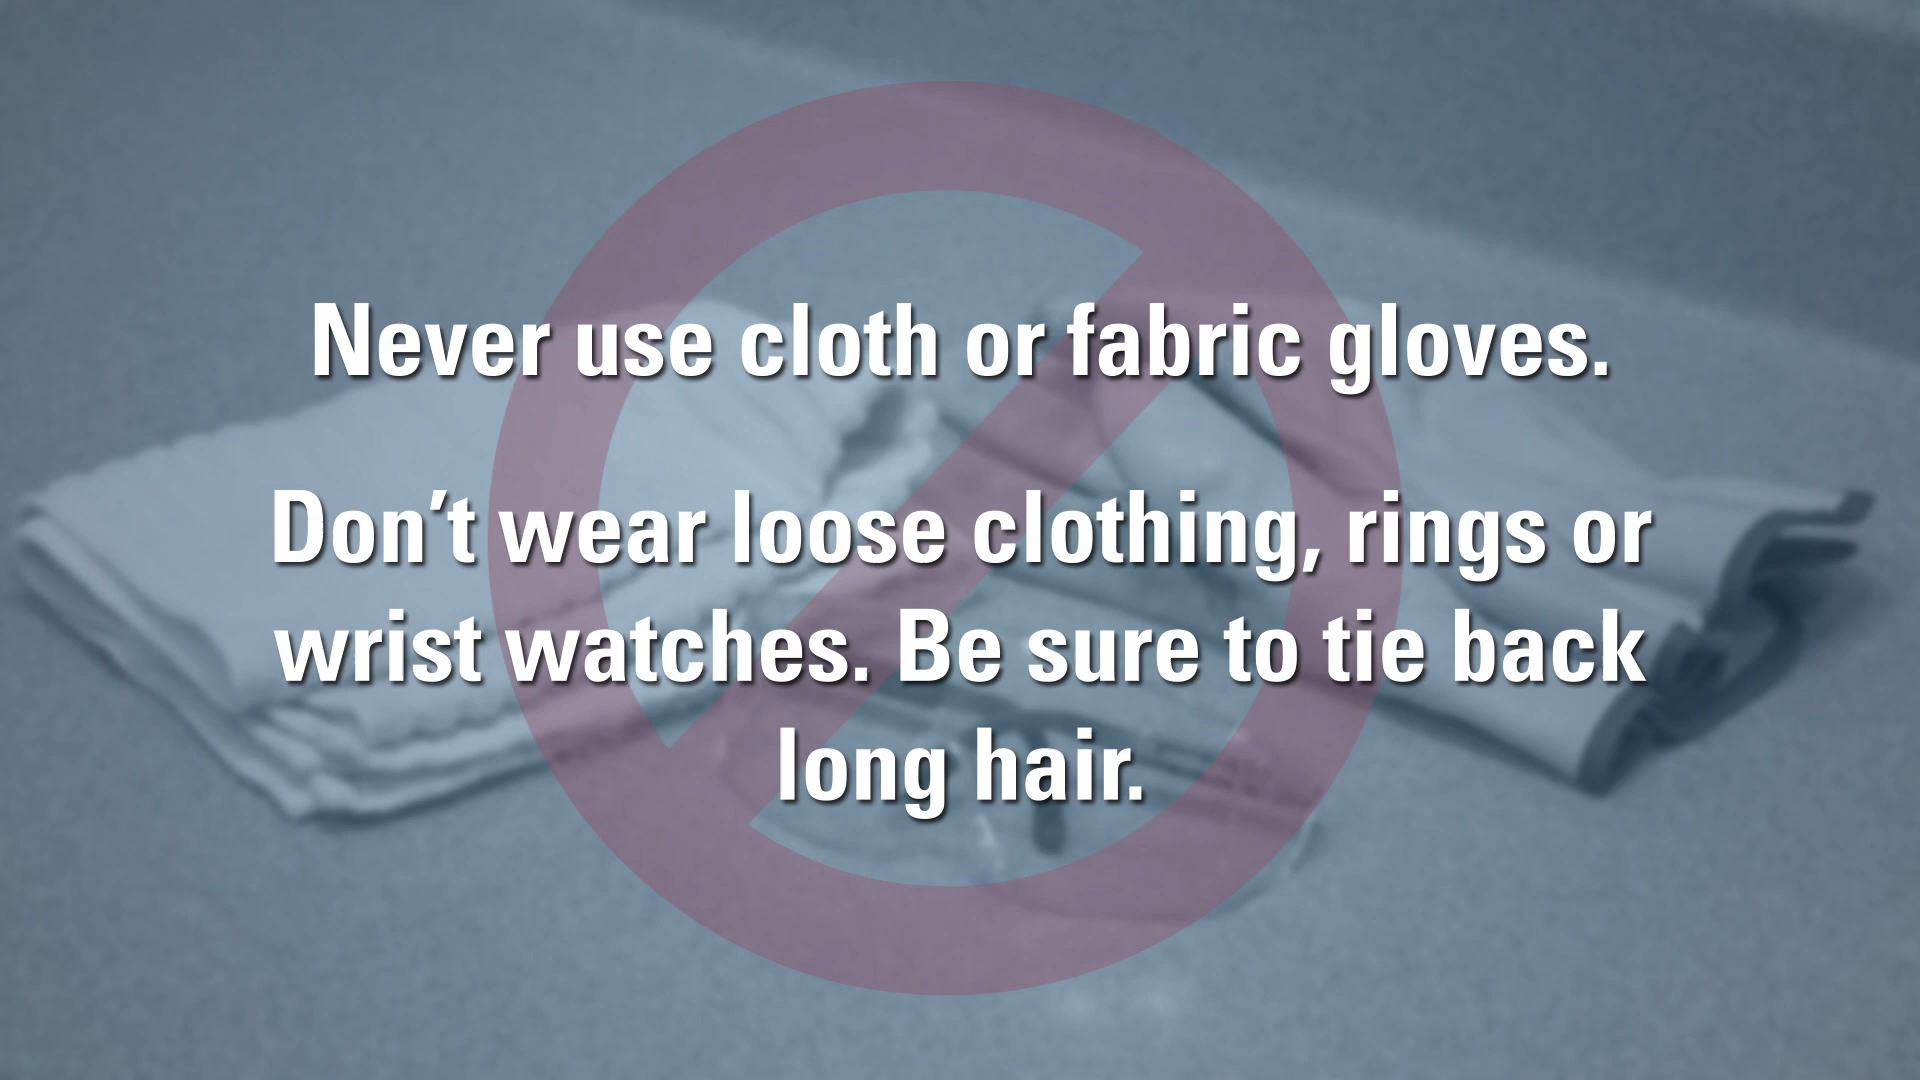 Never use cloth or fabric gloves.
Don’t wear loose clothing, rings or
wrist watches. Be sure to tie back
long hair.